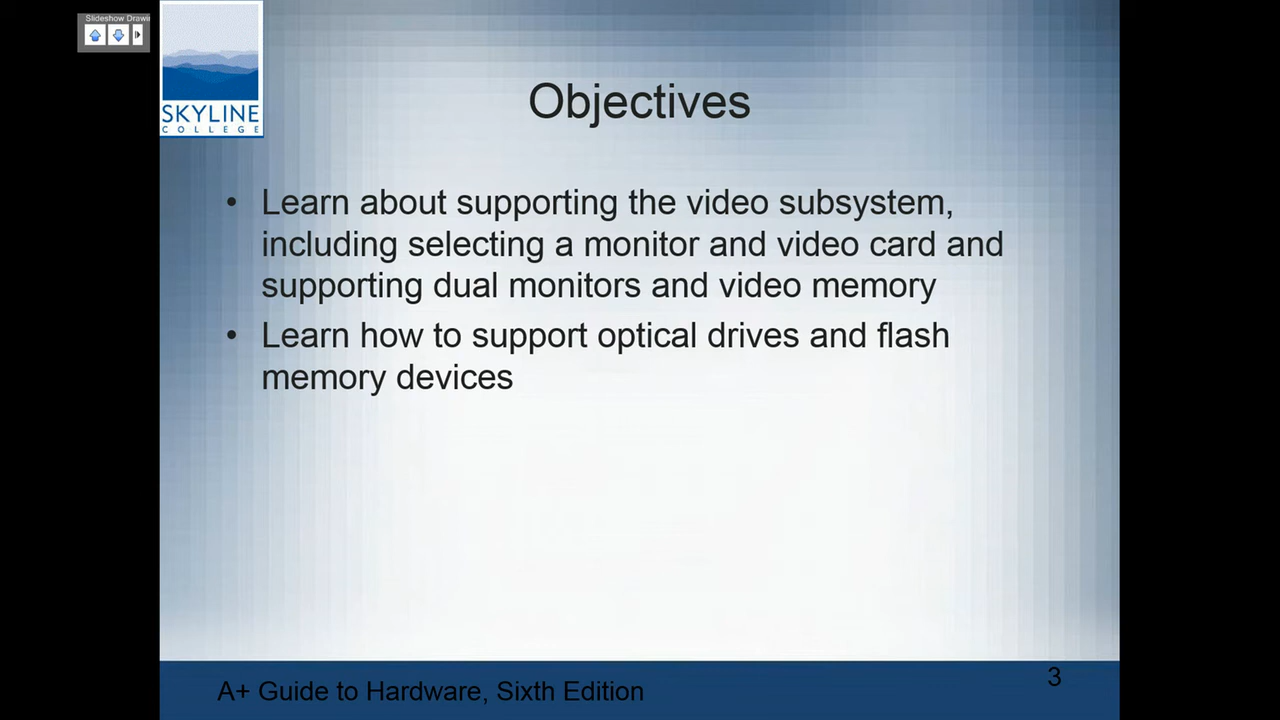 Slideshow Drawin
SKYLINE
COLLEGE
Objectives
• Learn about supporting the video subsystem,
including selecting a monitor and video card and
supporting dual monitors and video memory
• Learn how to support optical drives and flash
memory devices
A+ Guide to Hardware, Sixth Edition
3